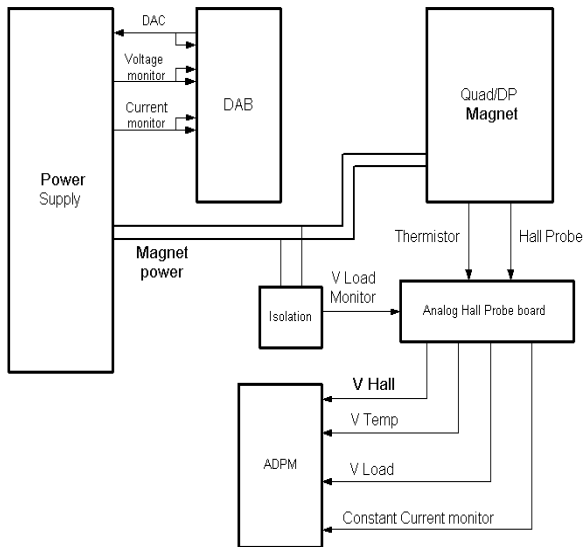 DAC
Voltage
monitor
Current
monitor
DAB
Quad/DP
Magnet
Power
Supply
Magnet
power
Thermistor
Hall Probe
V Load
Monitor
Isolation
Analog Hall Probe board
V Hall
V Temp
ADPM
V Load
Constant Current monitor